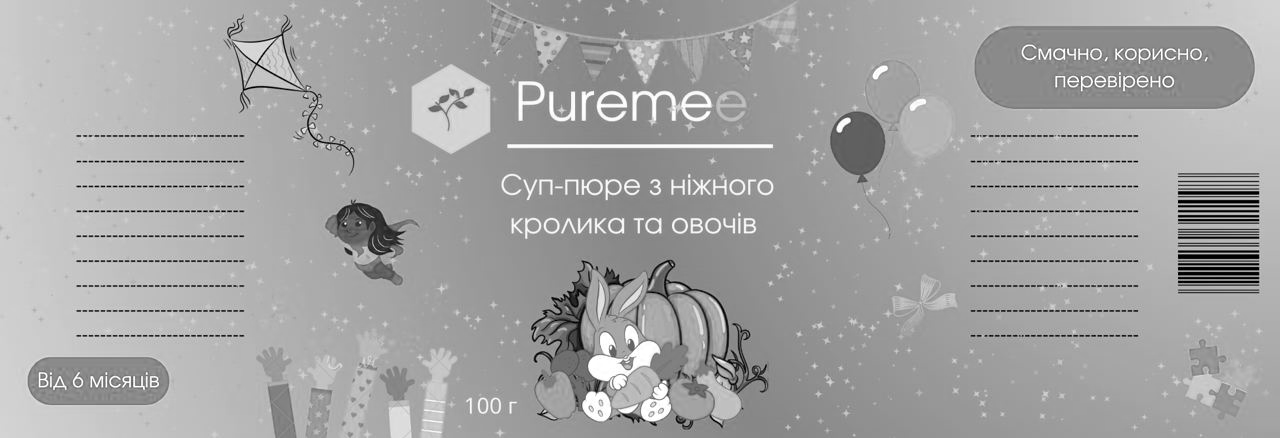 Puremee
Суп-пюре з ніжного
кролика та овочів
100 г
Від 6 місяців
Смачно, корисно,
перевірено